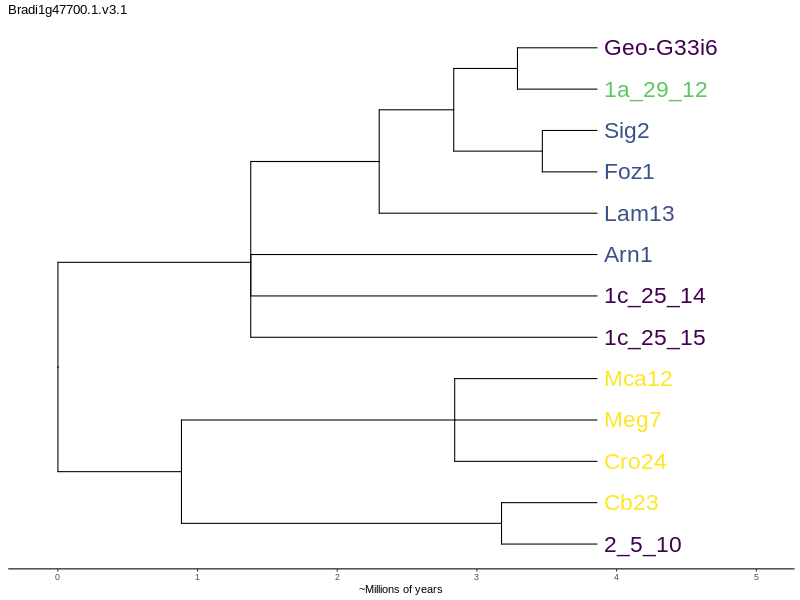 Bradi1g47700.1.v3.1
Geo-G33i6
1a_29_12
Sig2
Foz1
Lam13
Arn1
1c_25_14
1c_25_15
Mca12
Meg7
Cro24
Cb23
2_5_10
0 1 2 3 4 5
~Millions of years